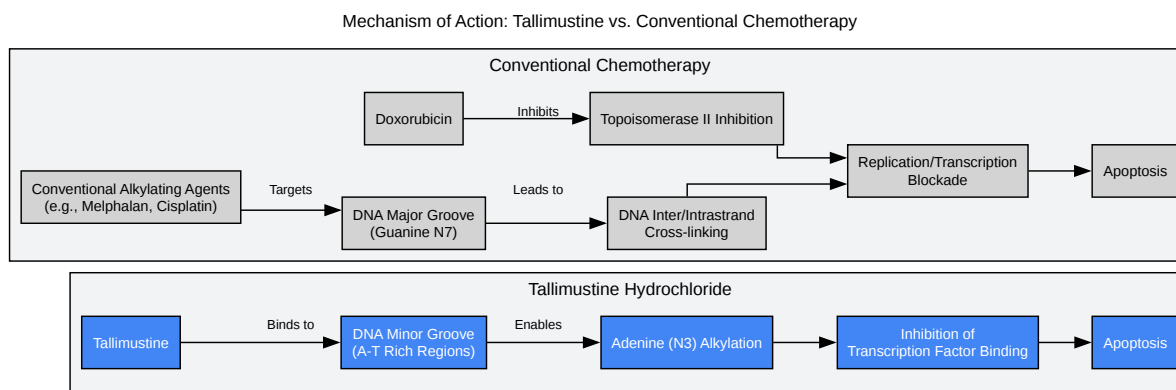 Mechanism of Action: Tallimustine vs. Conventional Chemotherapy
Conventional Chemotherapy
Doxorubicin
Inhibits
Topoisomerase II Inhibition
Conventional Alkylating Agents
(e.g., Melphalan, Cisplatin)
Targets
DNA Major Groove
(Guanine N7)
Leads to
DNA Inter/Intrastrand
Cross-linking
Replication/Transcription
Blockade
Apoptosis
Tallimustine Hydrochloride
Tallimustine
Binds to
DNA Minor Groove
(A-T Rich Regions)
Enables
Adenine (N3) Alkylation
Inhibition of
Transcription Factor Binding
Apoptosis